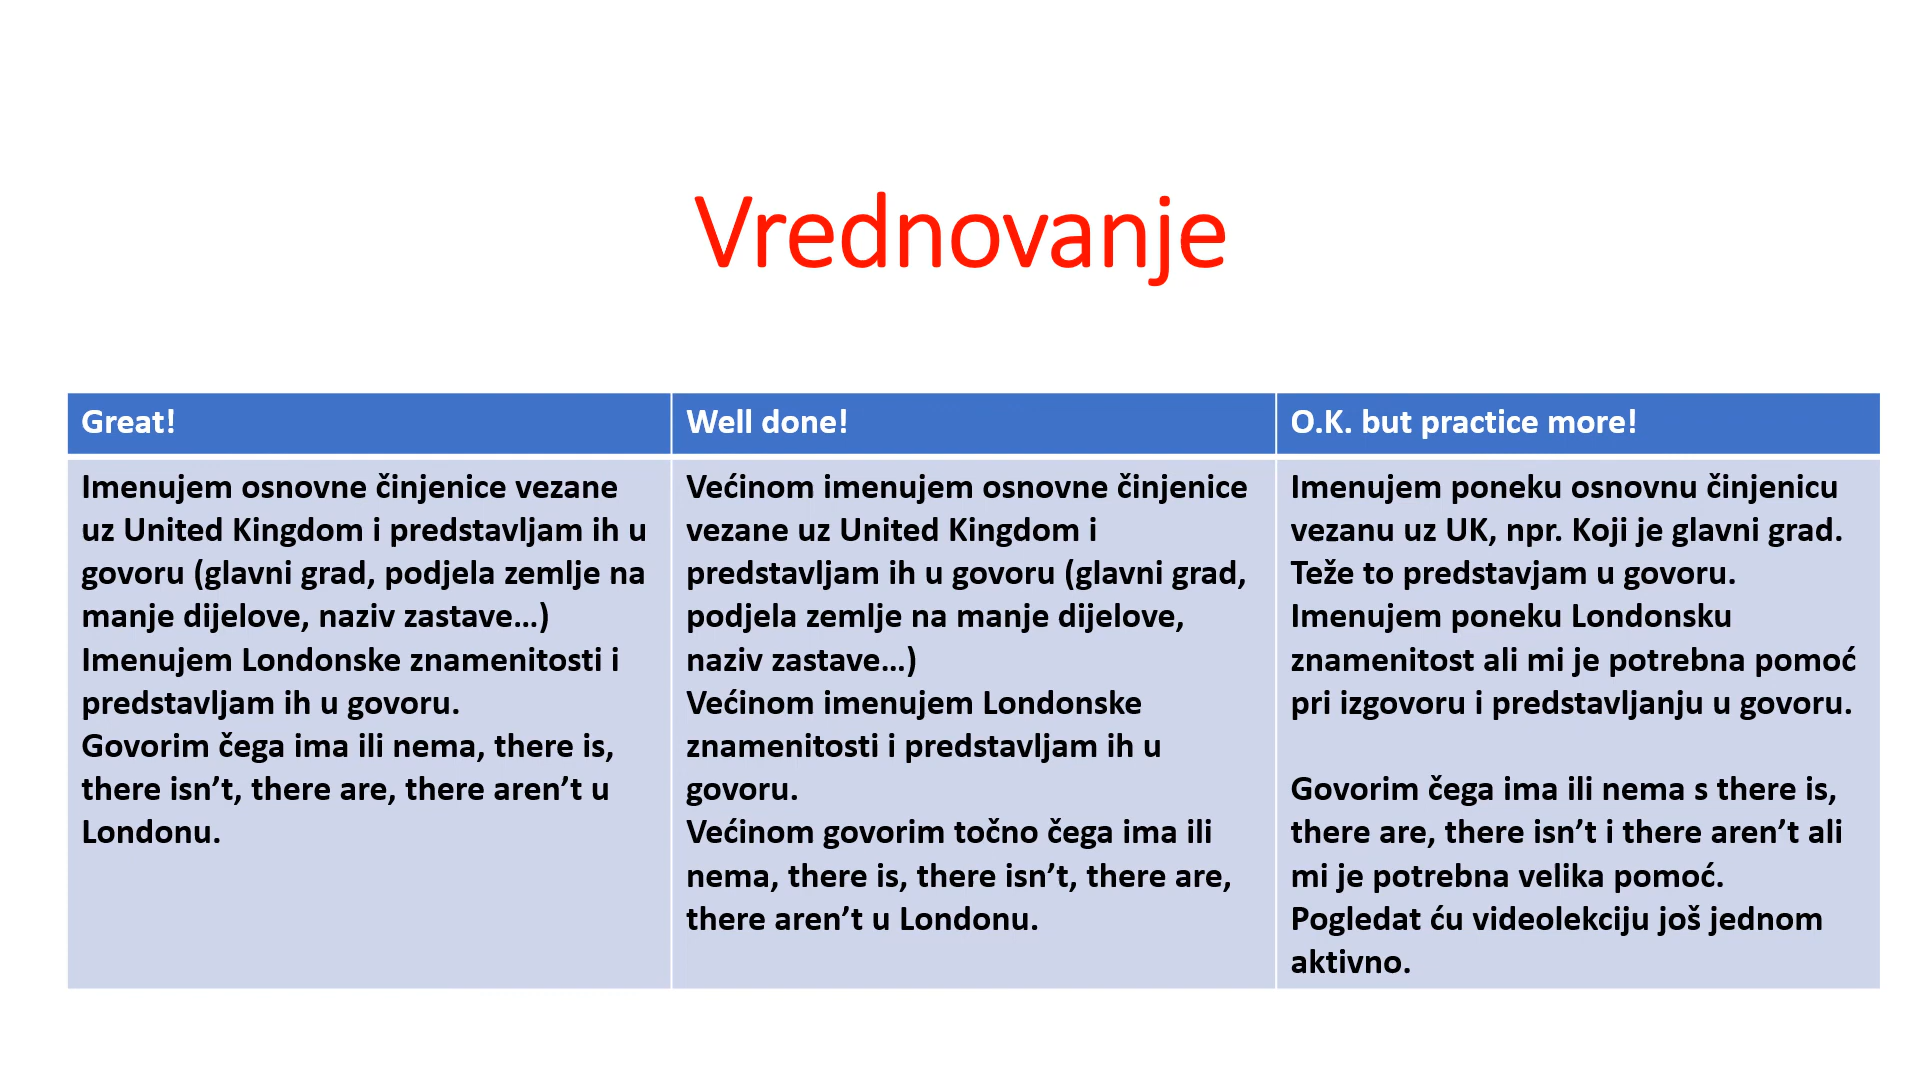 Vrednovanje
Great!
Well done!
O.K. but practice more!
Imenujem osnovne činjenice vezane
uz United Kingdom i predstavljam ih u
govoru (glavni grad, podjela zemlje na
manje dijelove, naziv zastave...)
Imenujem Londonske znamenitosti i
predstavljam ih u govoru.
Govorim čega ima ili nema, there is,
there isn’t, there are, there aren’t u
Londonu.
Većinom imenujem osnovne činjenice
vezane uz United Kingdom i
predstavljam ih u govoru (glavni grad,
podjela zemlje na manje dijelove,
naziv zastave...)
Većinom imenujem Londonske
znamenitosti i predstavljam ih u
govoru.
Većinom govorim točno čega ima ili
nema, there is, there isn’t, there are,
there aren’t u Londonu.
Imenujem poneku osnovnu činjenicu
vezanu uz UK, npr. Koji je glavni grad.
Teže to predstavjam u govoru.
Imenujem poneku Londonsku
znamenitost ali mi je potrebna pomoć
pri izgovoru i predstavljanju u govoru.
Govorim čega ima ili nema s there is,
there are, there isn’t i there aren’t ali
mi je potrebna velika pomoć.
Pogledat ću videolekciju još jednom
aktivno.